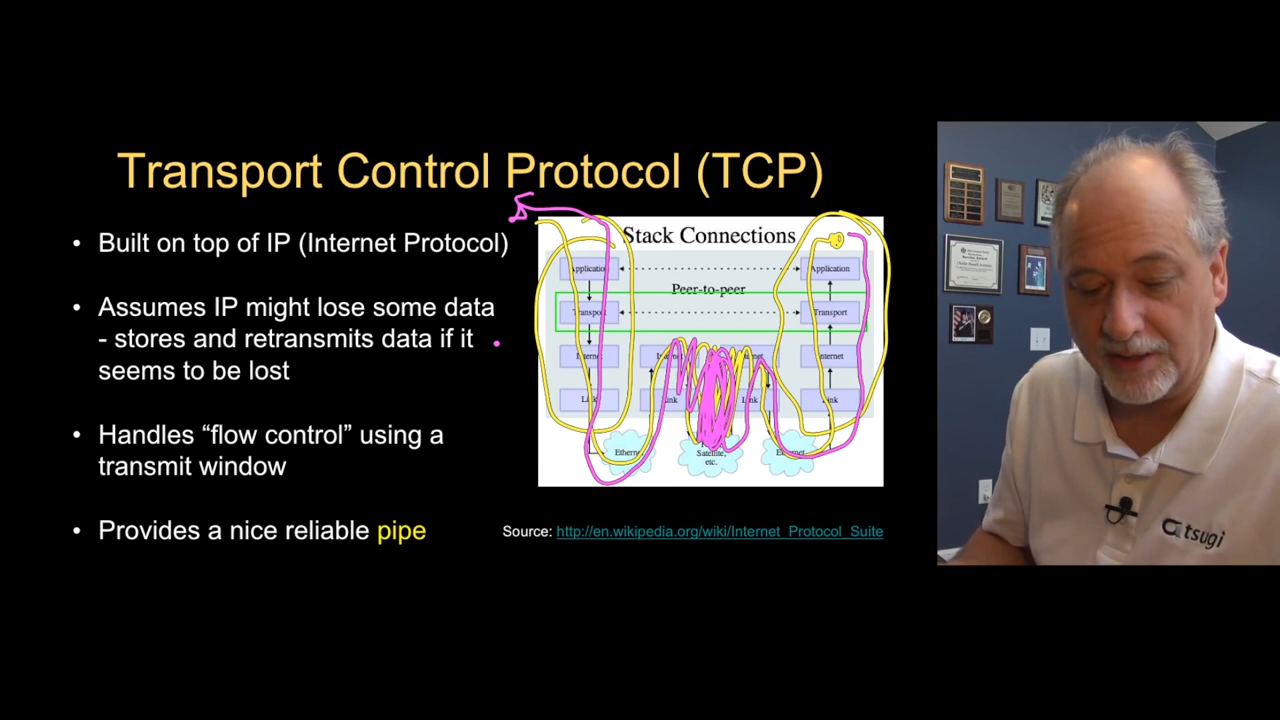 Transport Control Protocol (TCP)
• Built on top of IP (Internet Protocol)
• Assumes IP might lose some data
- stores and retransmits data if it
seems to be lost
• Handles “flow control” using a
transmit window
• Provides a nice reliable pipe
Stack Connections
Application Application
Peer-to-peer
Transport Transport
Internet Internet
Link Link
Satellite,
etc.
Source: http://en.wikipedia.org/wiki/Internet_Protocol_Suite
tsugi